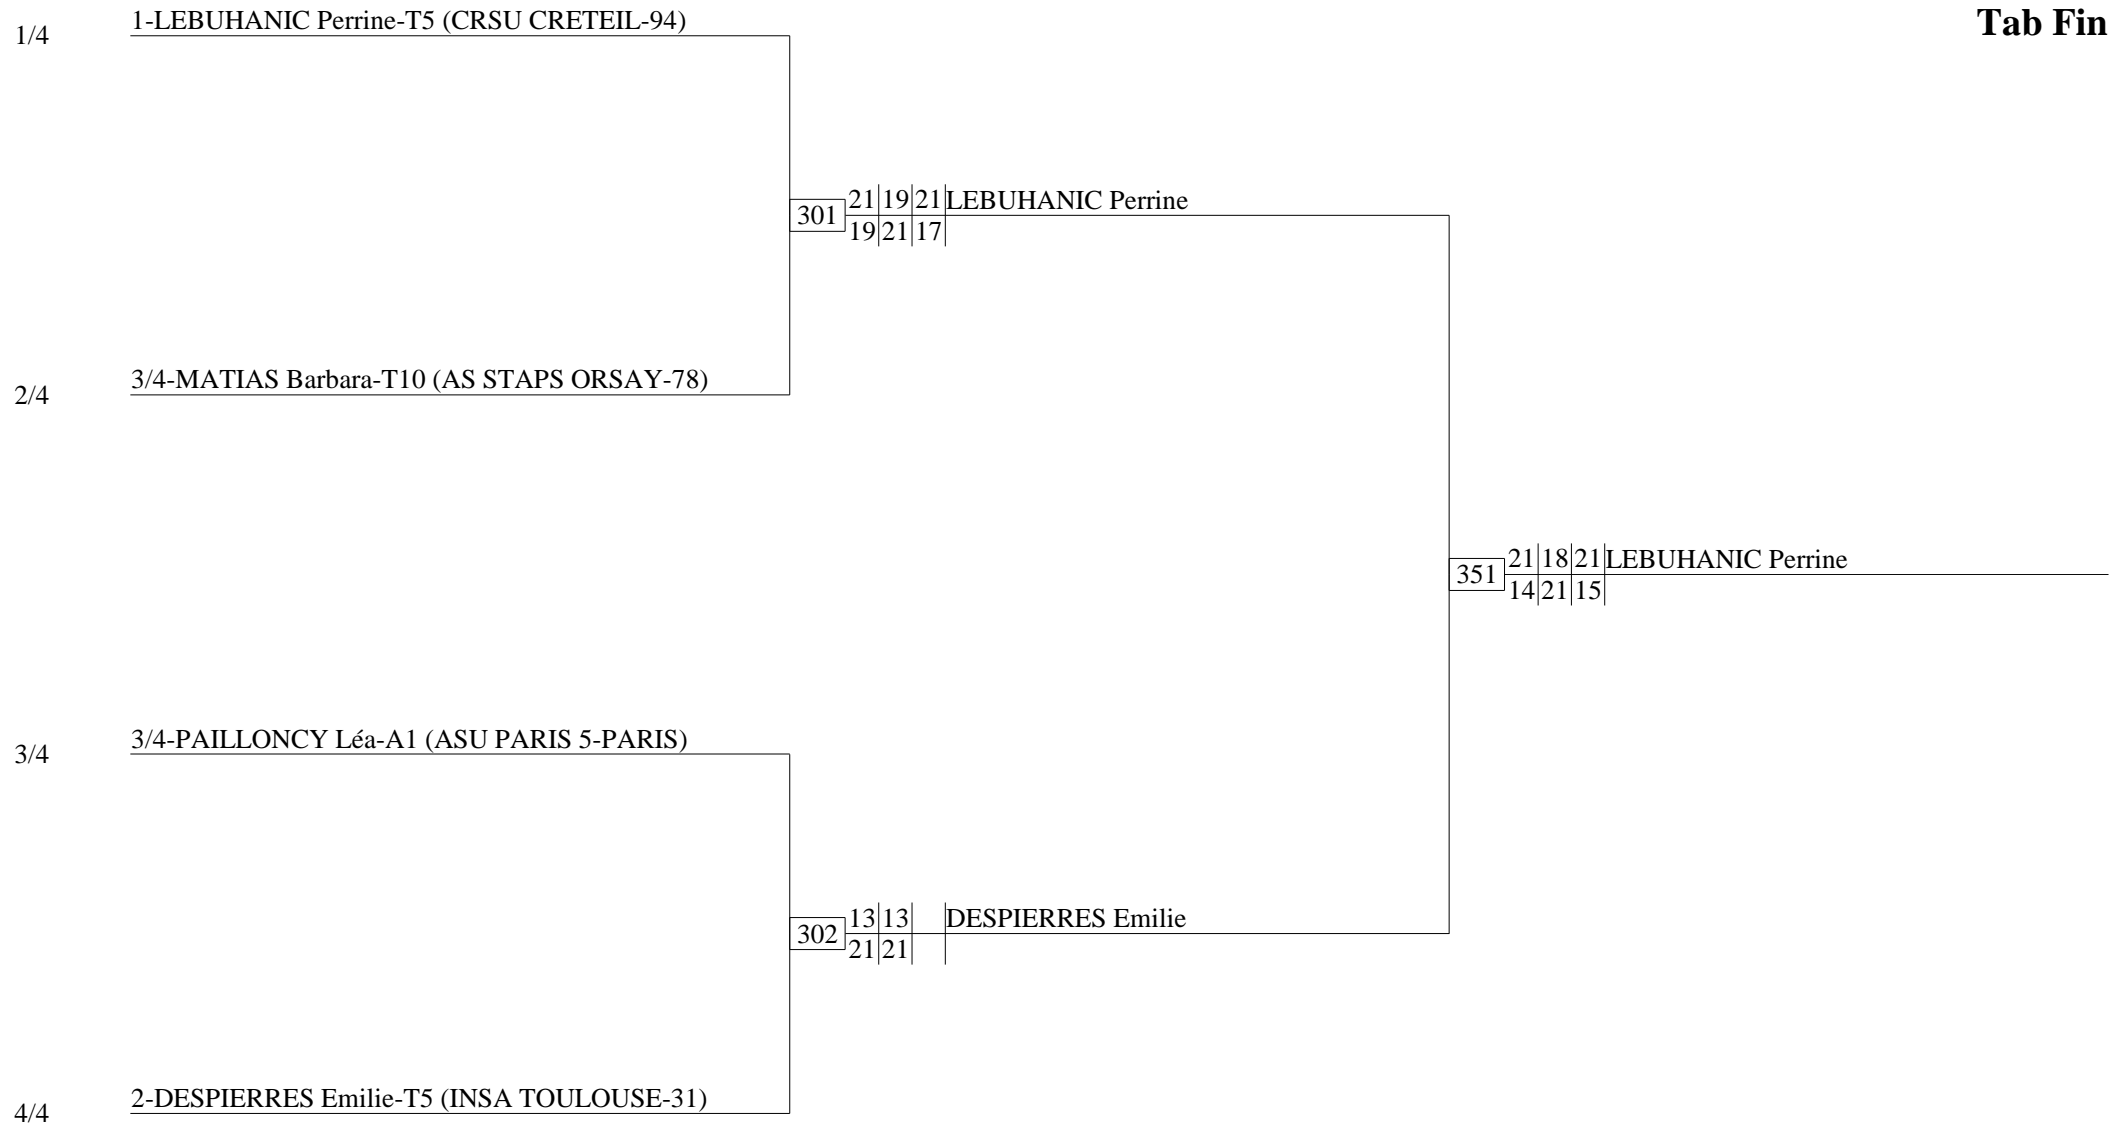 Tab Fin
1/4 1-LEBUHANIC Perrine-T5 (CRSU CRETEIL-94)
301 21 19 21 LEBUHANIC Perrine
19 21 17
2/4 3/4-MATIAS Barbara-T10 (AS STAPS ORSAY-78)
351 21 18 21 LEBUHANIC Perrine
14 21 15
3/4 3/4-PAILLONCY Léa-A1 (ASU PARIS 5-PARIS)
302 13 13 DESPIERRES Emilie
21 21
4/4 2-DESPIERRES Emilie-T5 (INSA TOULOUSE-31)